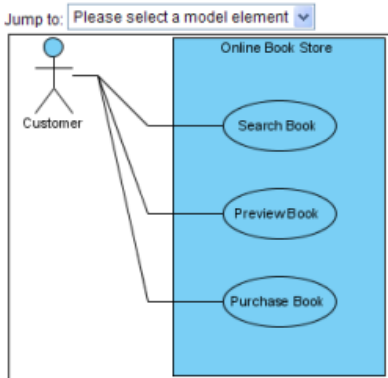 Jump to: Please select a model element
Online Book Store
Customer
Search Book
Preview Book
Purchase Book